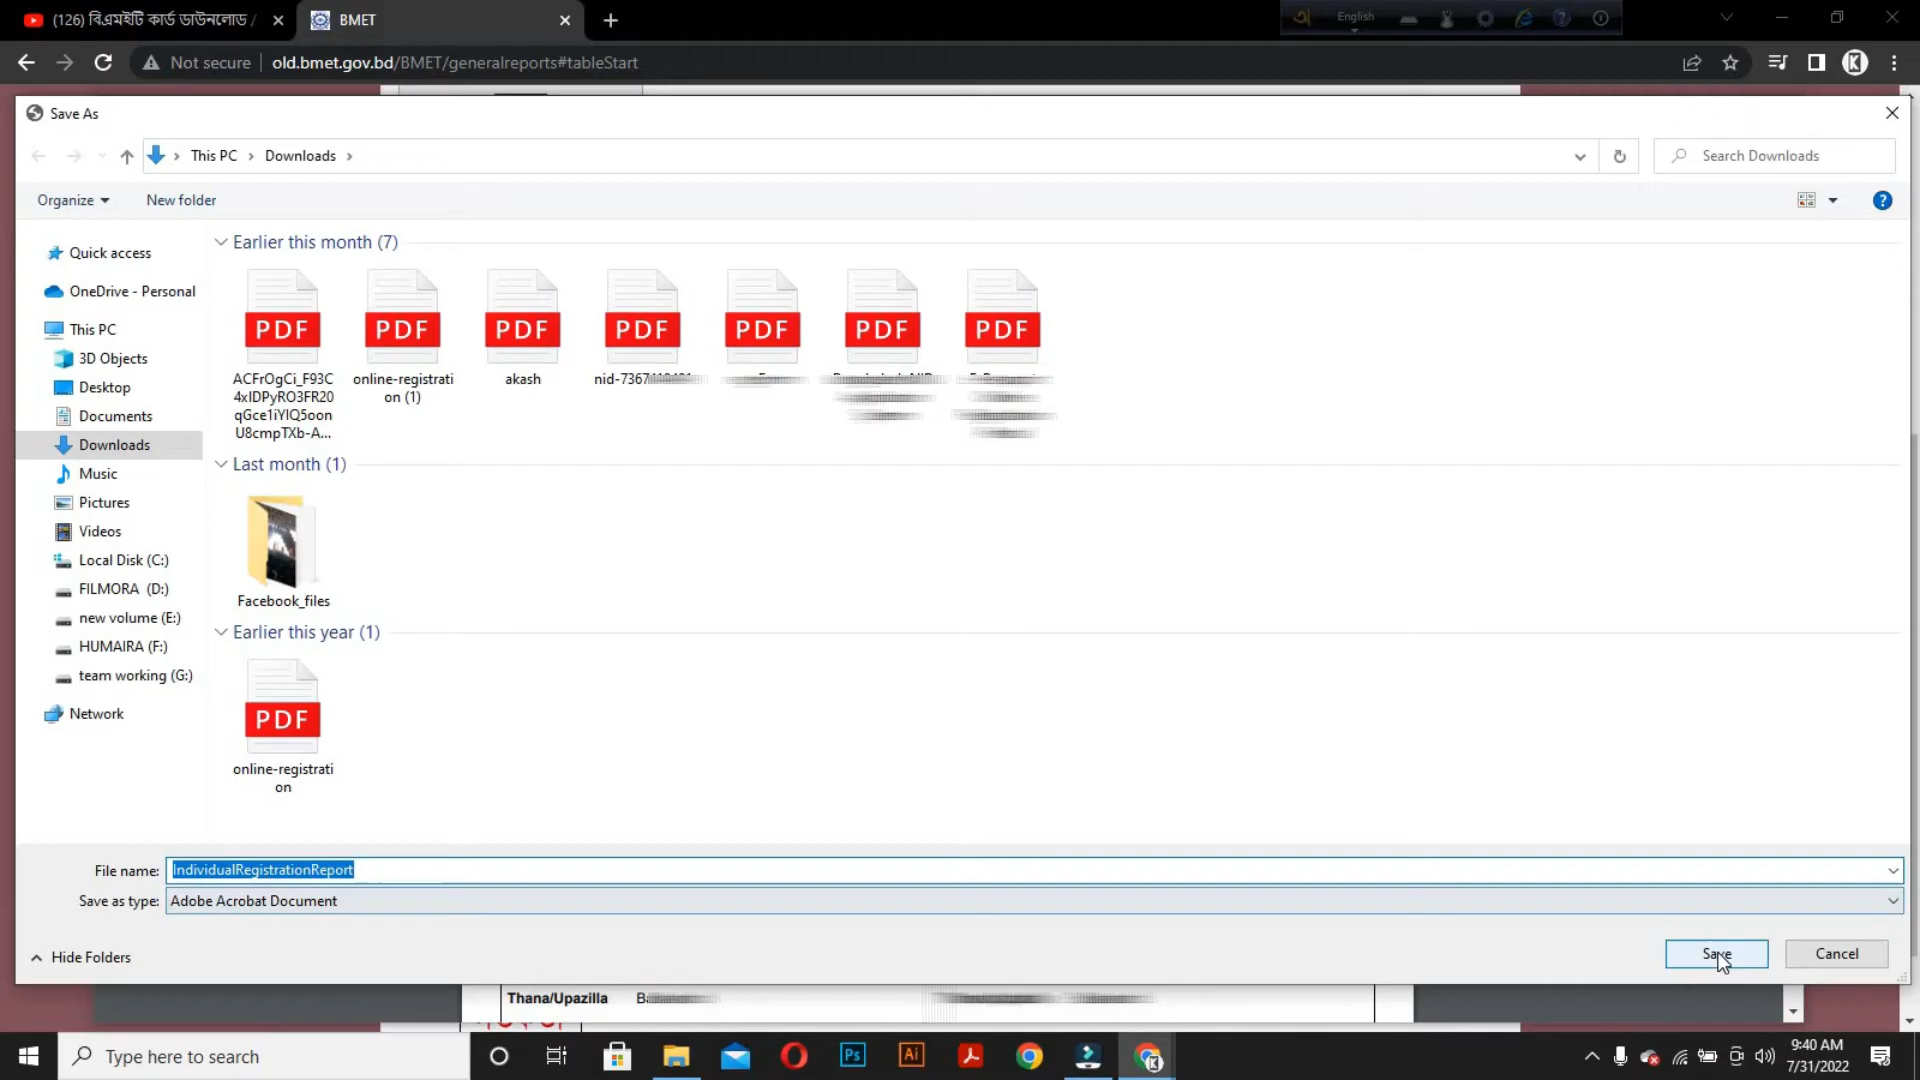 (126) বিএমইটি কার্ড ডাউনলোড /
BMET
English
Not secure
old.bmet.gov.bd/BMET/generalreports#tableStart
Save As
This PC
Downloads
Search Downloads
Organize
New folder
Quick access
OneDrive - Personal
This PC
3D Objects
Desktop
Documents
Downloads
Music
Pictures
Videos
Local Disk (C:)
FILMORA (D:)
new volume (E:)
HUMAIRA (F:)
team working (G:)
Network
Earlier this month (7)
PDF PDF PDF PDF PDF PDF PDF
ACFrOgCi_F93C
4xIDPyRO3FR20
qGce1iYlQ5oon
U8cmpTXb-A...
online-registrati
on (1)
akash
Last month (1)
Facebook_files
Earlier this year (1)
PDF
online-registrati
on
File name: IndividualRegistrationReport
Save as type: Adobe Acrobat Document
Hide Folders
Save
Cancel
Thana/Upazilla
Type here to search
Ps
Ai
9:40 AM
7/31/2022